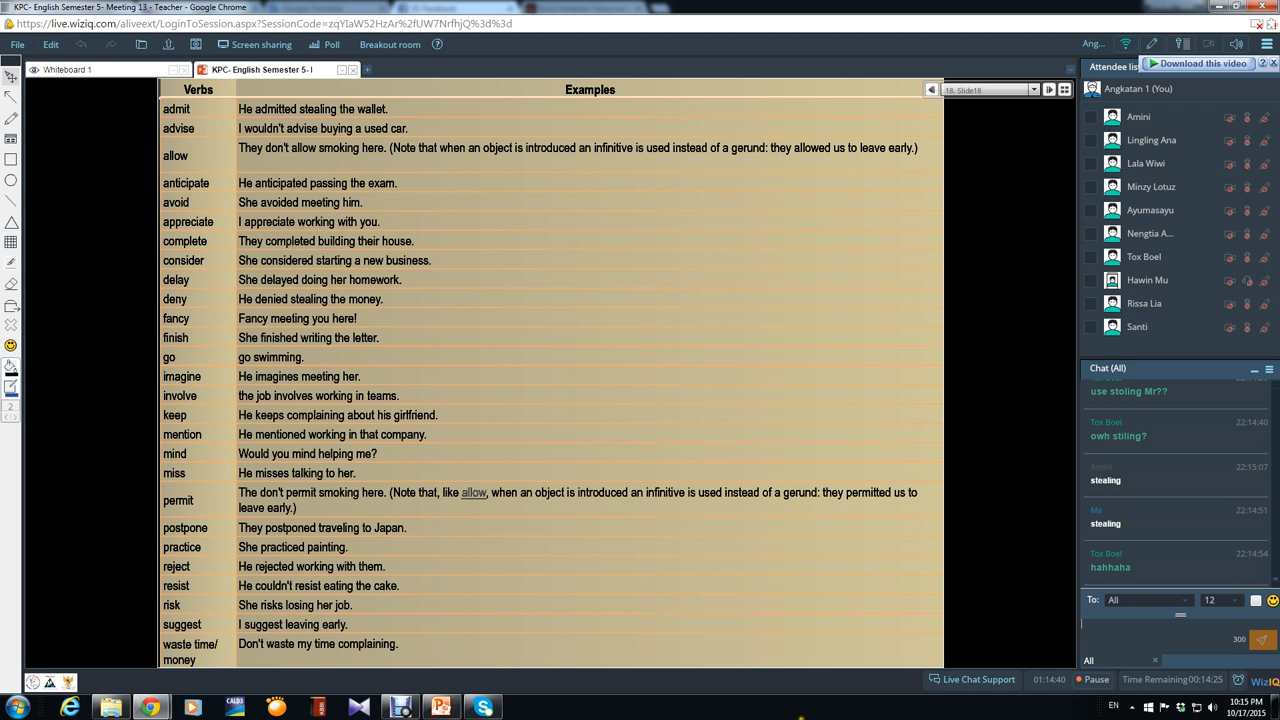 KPC- English Semester 5- Meeting 13 - Teacher - Google Chrome
https://live.wiziq.com/aliveext/LoginToSession.aspx?SessionCode=zqYIaW52HzAr%2fUW7NrfhjQ%3d%3d
File Edit Screen sharing Poll Breakout room Ang...
Whiteboard 1 KPC- English Semester 5- I
Attendee list Download this video
18. Slide18
Angkatan 1 (You)
Amini
Lingling Ana
Lala Wiwi
Minzy Lotuz
Ayumasayu
Nengtia A...
Tox Boel
Hawin Mu
Rissa Lia
Santi
Verbs Examples
admit He admitted stealing the wallet.
advise I wouldn't advise buying a used car.
allow They don't allow smoking here. (Note that when an object is introduced an infinitive is used instead of a gerund: they allowed us to leave early.)
anticipate He anticipated passing the exam.
avoid She avoided meeting him.
appreciate I appreciate working with you.
complete They completed building their house.
consider She considered starting a new business.
delay She delayed doing her homework.
deny He denied stealing the money.
fancy Fancy meeting you here!
finish She finished writing the letter.
go go swimming.
imagine He imagines meeting her.
involve the job involves working in teams.
keep He keeps complaining about his girlfriend.
mention He mentioned working in that company.
mind Would you mind helping me?
miss He misses talking to her.
permit The don't permit smoking here. (Note that, like allow, when an object is introduced an infinitive is used instead of a gerund: they permitted us to
leave early.)
postpone They postponed traveling to Japan.
practice She practiced painting.
reject He rejected working with them.
resist He couldn't resist eating the cake.
risk She risks losing her job.
suggest I suggest leaving early.
waste time/ Don't waste my time complaining.
money
Chat (All)
use stoling Mr??
Tox Boel 22:14:40
owh stiling?
Amini 22:15:07
stealing
Me 22:14:51
stealing
Tox Boel 22:14:54
hahhaha
To: All 12
300
All
Live Chat Support 01:14:40 Pause Time Remaining 00:14:25 WizIQ
2
CALD3
EN 10:15 PM
10/17/2015